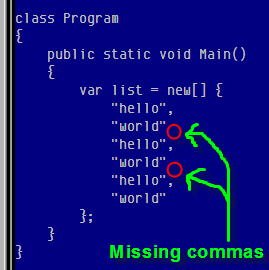 class Program
{
    public static void Main()
    {
        var list = new[] {
            "hello",
            "world"
            "hello",
            "world"
            "hello",
            "world"
        };
    }
}
Missing commas